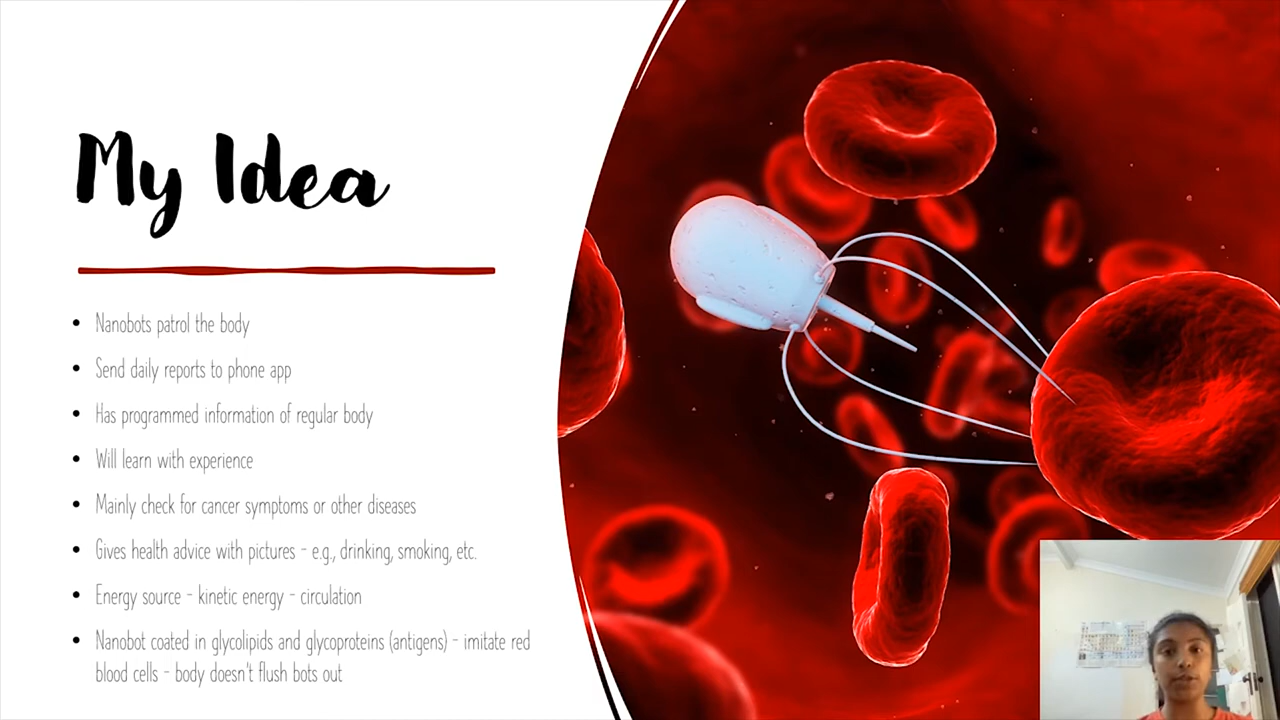 My Idea
• Nanobots patrol the body
• Send daily reports to phone app
• Has programmed information of regular body
• Will learn with experience
• Mainly check for cancer symptoms or other diseases
• Gives health advice with pictures - e.g., drinking, smoking, etc.
• Energy source - kinetic energy - circulation
• Nanobot coated in glycolipids and glycoproteins (antigens) - imitate red
blood cells - body doesn't flush bots out